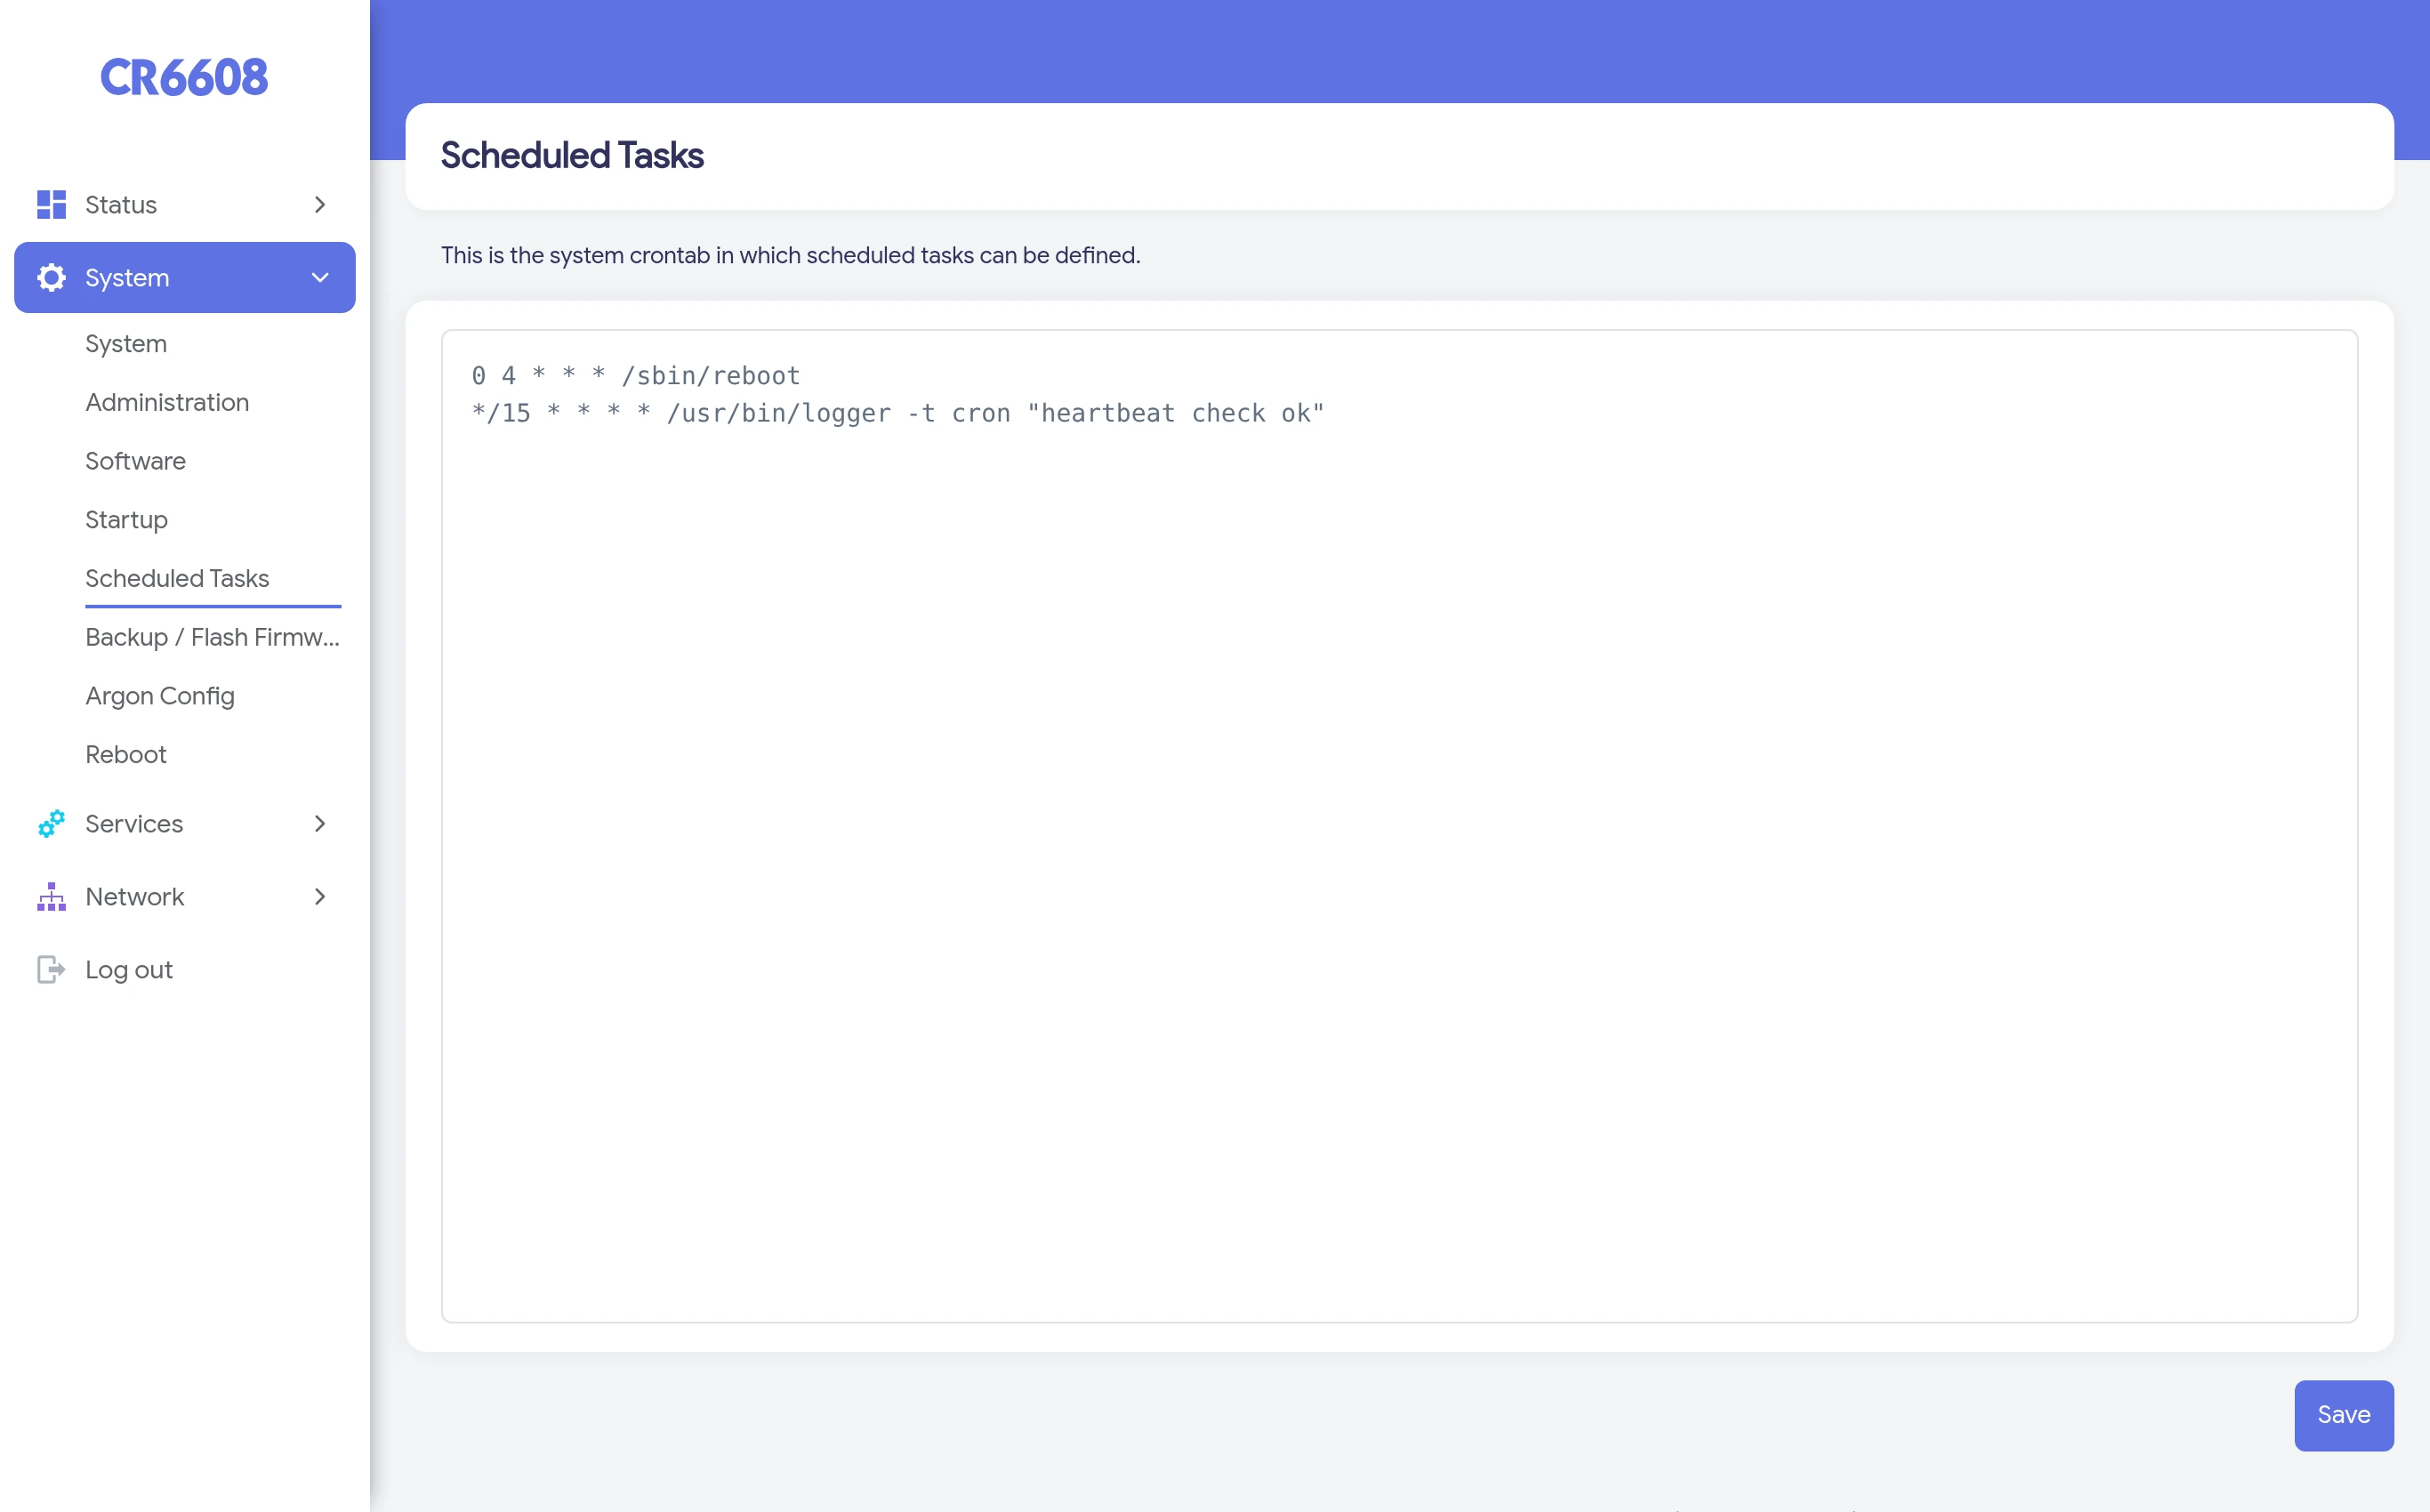 CR6608
Status
System
System
Administration
Software
Startup
Scheduled Tasks
Backup / Flash Firmw...
Argon Config
Reboot
Services
Network
Log out
Scheduled Tasks
This is the system crontab in which scheduled tasks can be defined.
0 4 * * * /sbin/reboot
*/15 * * * * /usr/bin/logger -t cron "heartbeat check ok"
Save